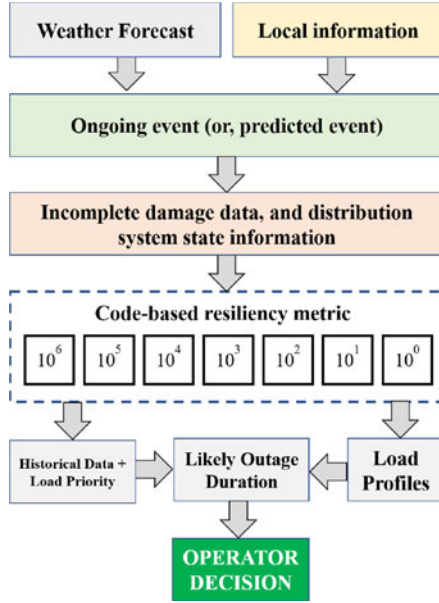 Weather Forecast
Local information
Ongoing event (or, predicted event)
Incomplete damage data, and distribution
system state information
Code-based resiliency metric
10⁶ 10⁵ 10⁴ 10³ 10² 10¹ 10⁰
Historical Data +
Load Priority
Likely Outage
Duration
Load
Profiles
OPERATOR
DECISION